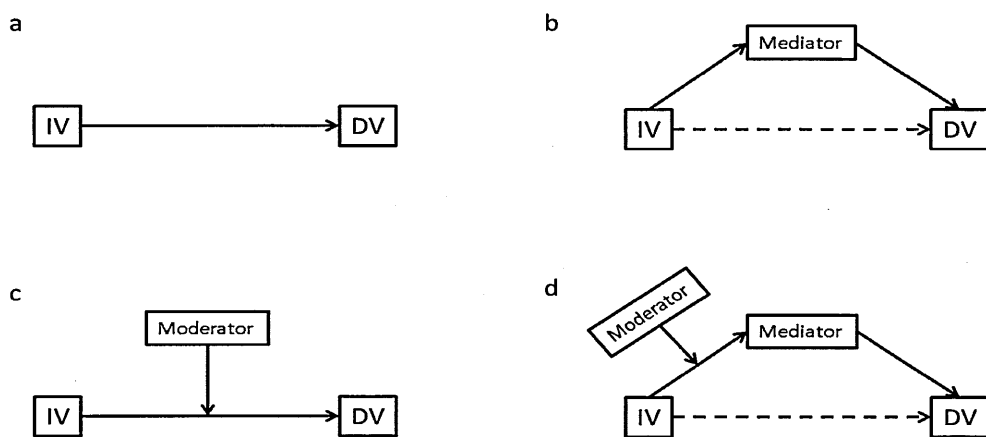 a
IV
DV
b
Mediator
IV
DV
c
Moderator
IV
DV
d
Moderator
Mediator
IV
DV